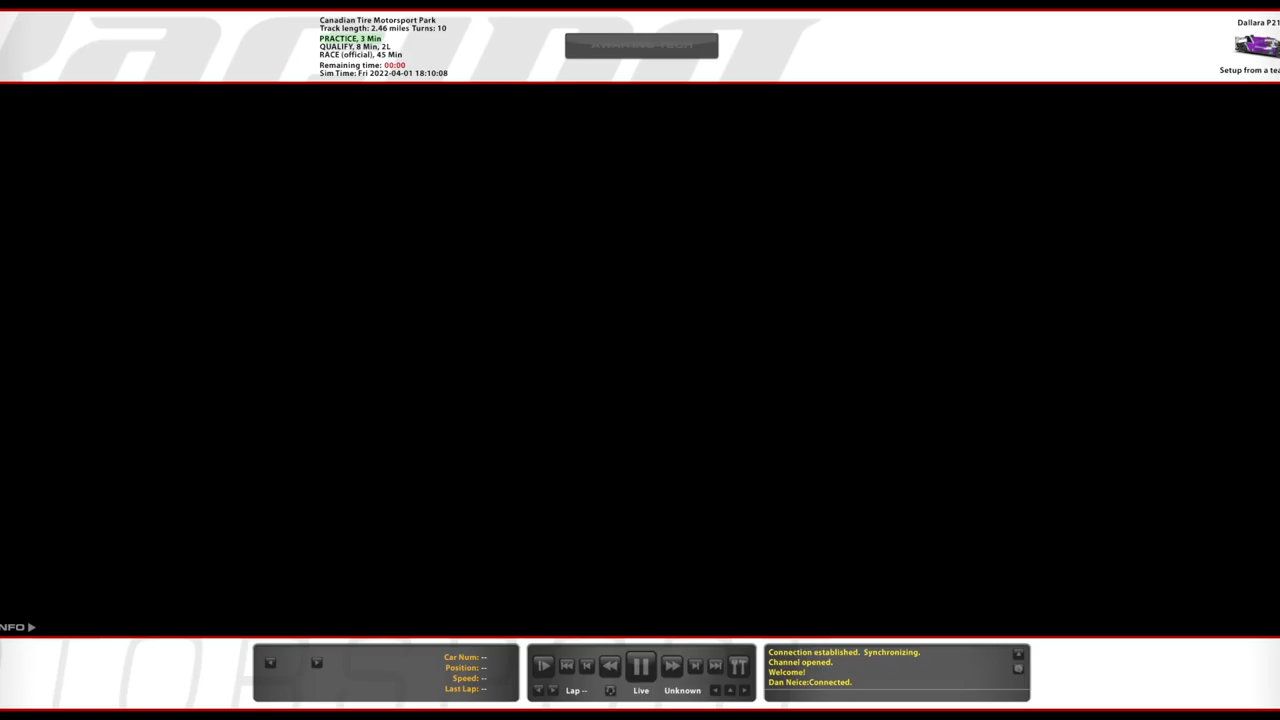 Canadian Tire Motorsport Park
Track length: 2.46 miles Turns: 10
PRACTICE, 3 Min
QUALIFY, 8 Min, 2L
RACE (official), 45 Min
Remaining time: 00:00
Sim Time: Fri 2022-04-01 18:10:08
Dallara P21
Setup from a tea
NFO
Car Num: --
Position: --
Speed: --
Last Lap: --
Lap --
Live
Unknown
Connection established. Synchronizing.
Channel opened.
Welcome!
Dan Neice:Connected.